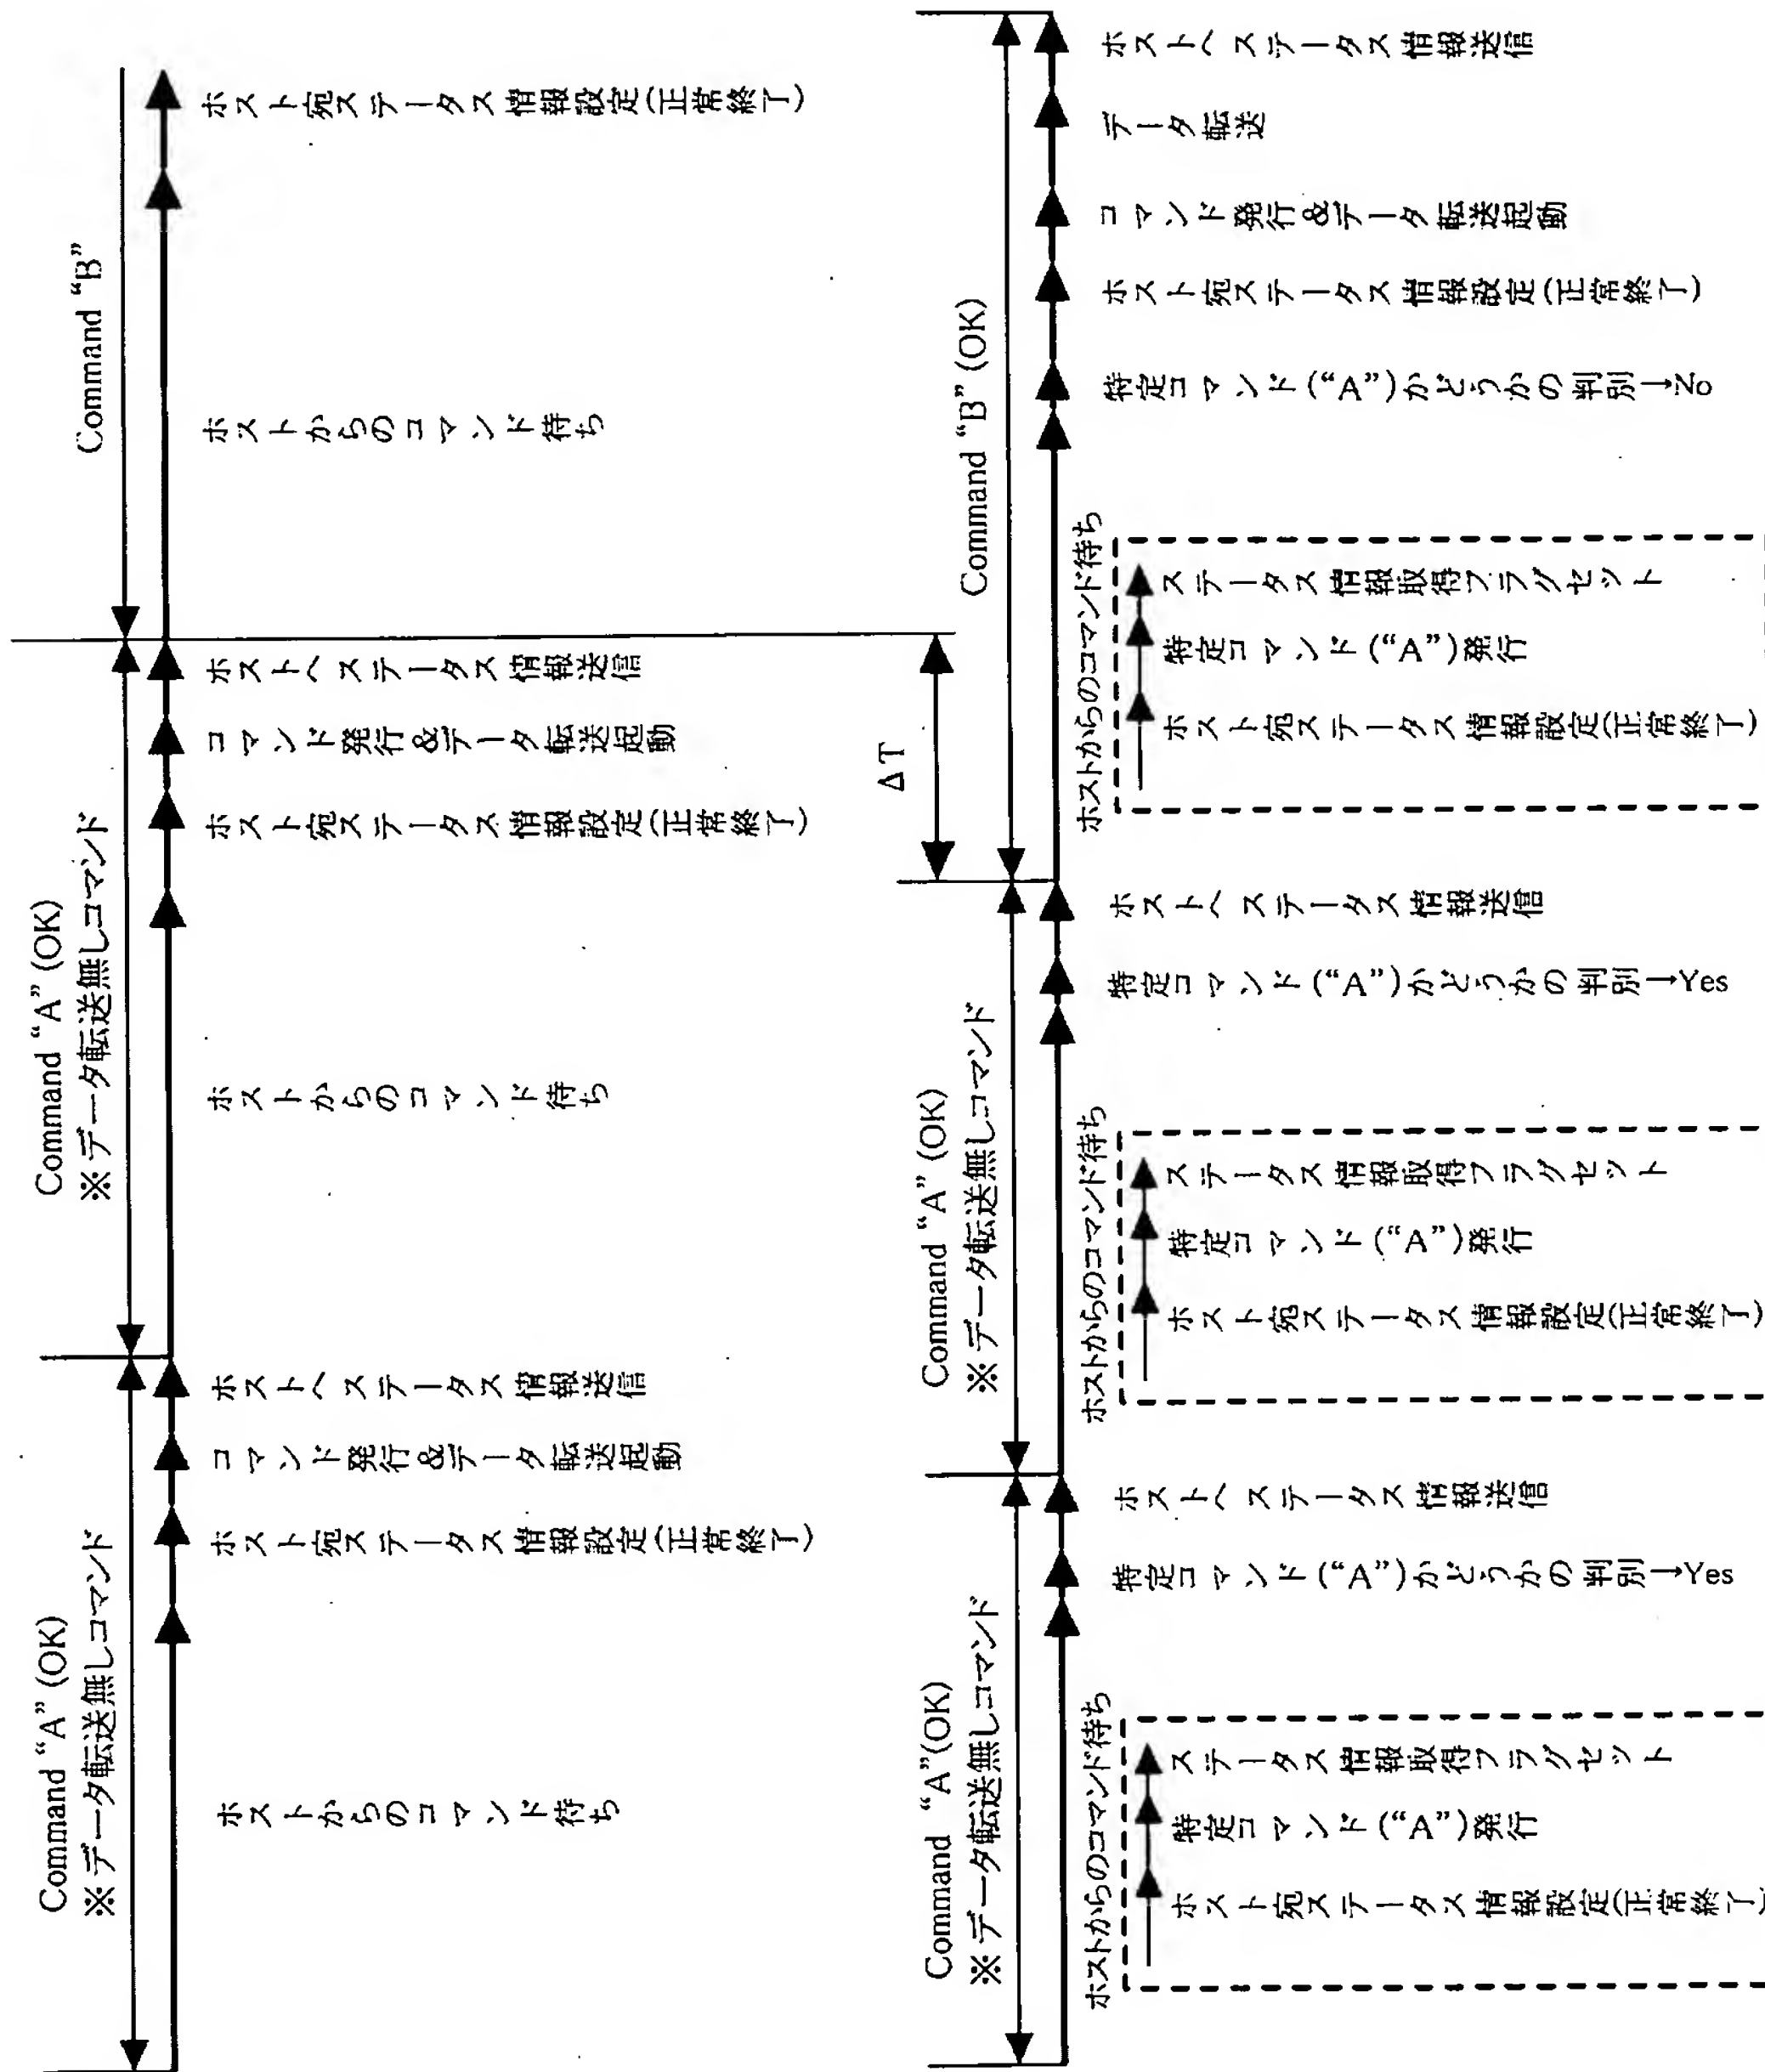 Command “A” (OK)
※データ転送無しコマンド
ホストからのコマンド待ち
ホスト宛ステータス情報設定(正常終了)
コマンド発行&データ転送起動
ホストへステータス情報送信
Command “A” (OK)
※データ転送無しコマンド
ホストからのコマンド待ち
ホスト宛ステータス情報設定(正常終了)
コマンド発行&データ転送起動
ホストへステータス情報送信
Command “B”
ホストからのコマンド待ち
ホスト宛ステータス情報設定(正常終了)
ΔT
Command “A”(OK)
※データ転送無しコマンド
ホストからのコマンド待ち
ホスト宛ステータス情報設定(正常終了)
特定コマンド(“A”)発行
ステータス情報取得フラグセット
特定コマンド(“A”)かどうかの判別→Yes
ホストへステータス情報送信
Command “A” (OK)
※データ転送無しコマンド
ホストからのコマンド待ち
ホスト宛ステータス情報設定(正常終了)
特定コマンド(“A”)発行
ステータス情報取得フラグセット
特定コマンド(“A”)かどうかの判別→Yes
ホストへステータス情報送信
Command “B” (OK)
ホストからのコマンド待ち
ホスト宛ステータス情報設定(正常終了)
特定コマンド(“A”)発行
ステータス情報取得フラグセット
特定コマンド(“A”)かどうかの判別→No
ホスト宛ステータス情報設定(正常終了)
コマンド発行&データ転送起動
データ転送
ホストへステータス情報送信